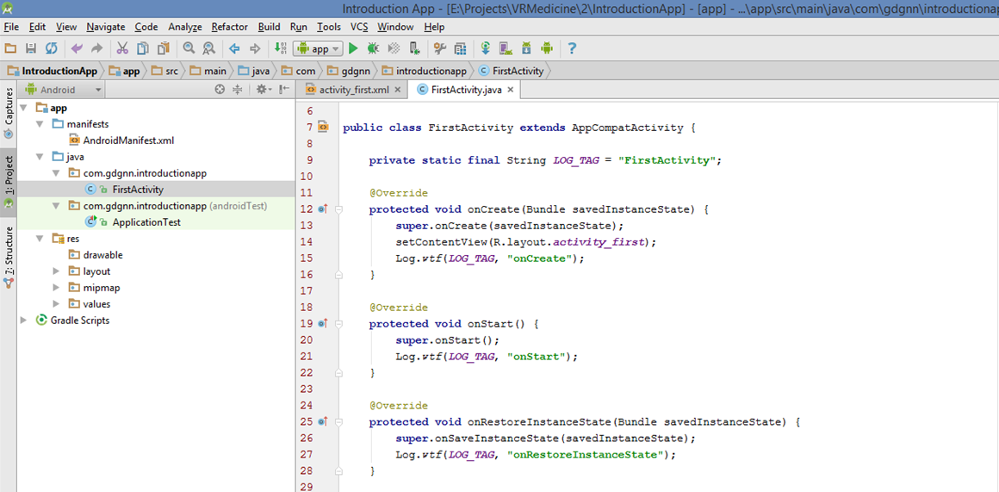 Introduction App - [E:\Projects\VRMedicine\2\IntroductionApp] - [app] - ...\app\src\main\java\com\gdgnn\introductionap
File Edit View Navigate Code Analyze Refactor Build Run Tools VCS Window Help
app
IntroductionApp app src main java com gdgnn introductionapp FirstActivity
Android
activity_first.xml
FirstActivity.java
Captures
1: Project
7: Structure
app
manifests
AndroidManifest.xml
java
com.gdgnn.introductionapp
FirstActivity
com.gdgnn.introductionapp (androidTest)
ApplicationTest
res
drawable
layout
mipmap
values
Gradle Scripts
6
7 public class FirstActivity extends AppCompatActivity {
8
9 private static final String LOG_TAG = "FirstActivity";
10
11 @Override
12 protected void onCreate(Bundle savedInstanceState) {
13 super.onCreate(savedInstanceState);
14 setContentView(R.layout.activity_first);
15 Log.wtf(LOG_TAG, "onCreate");
16 }
17
18 @Override
19 protected void onStart() {
20 super.onStart();
21 Log.wtf(LOG_TAG, "onStart");
22 }
23
24 @Override
25 protected void onRestoreInstanceState(Bundle savedInstanceState) {
26 super.onSaveInstanceState(savedInstanceState);
27 Log.wtf(LOG_TAG, "onRestoreInstanceState");
28 }
29